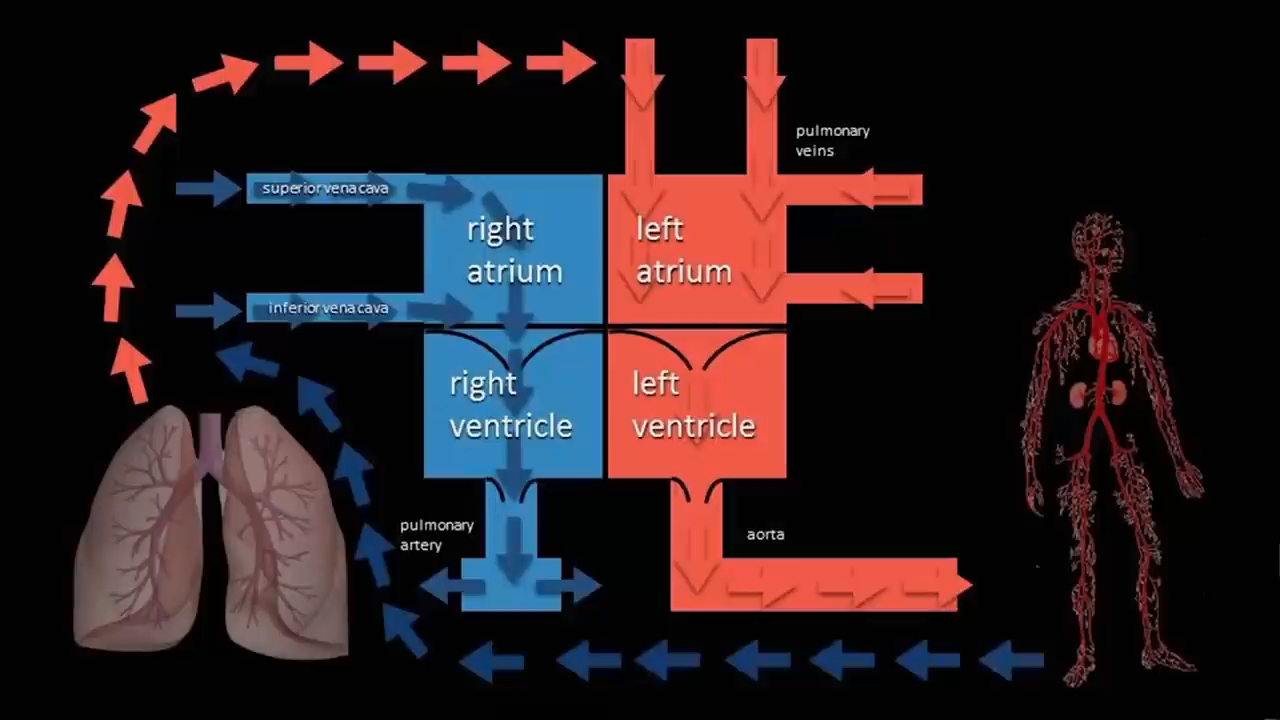 pulmonary
veins
superior vena cava
right
atrium
left
atrium
inferior vena cava
right
ventricle
left
ventricle
pulmonary
artery
aorta